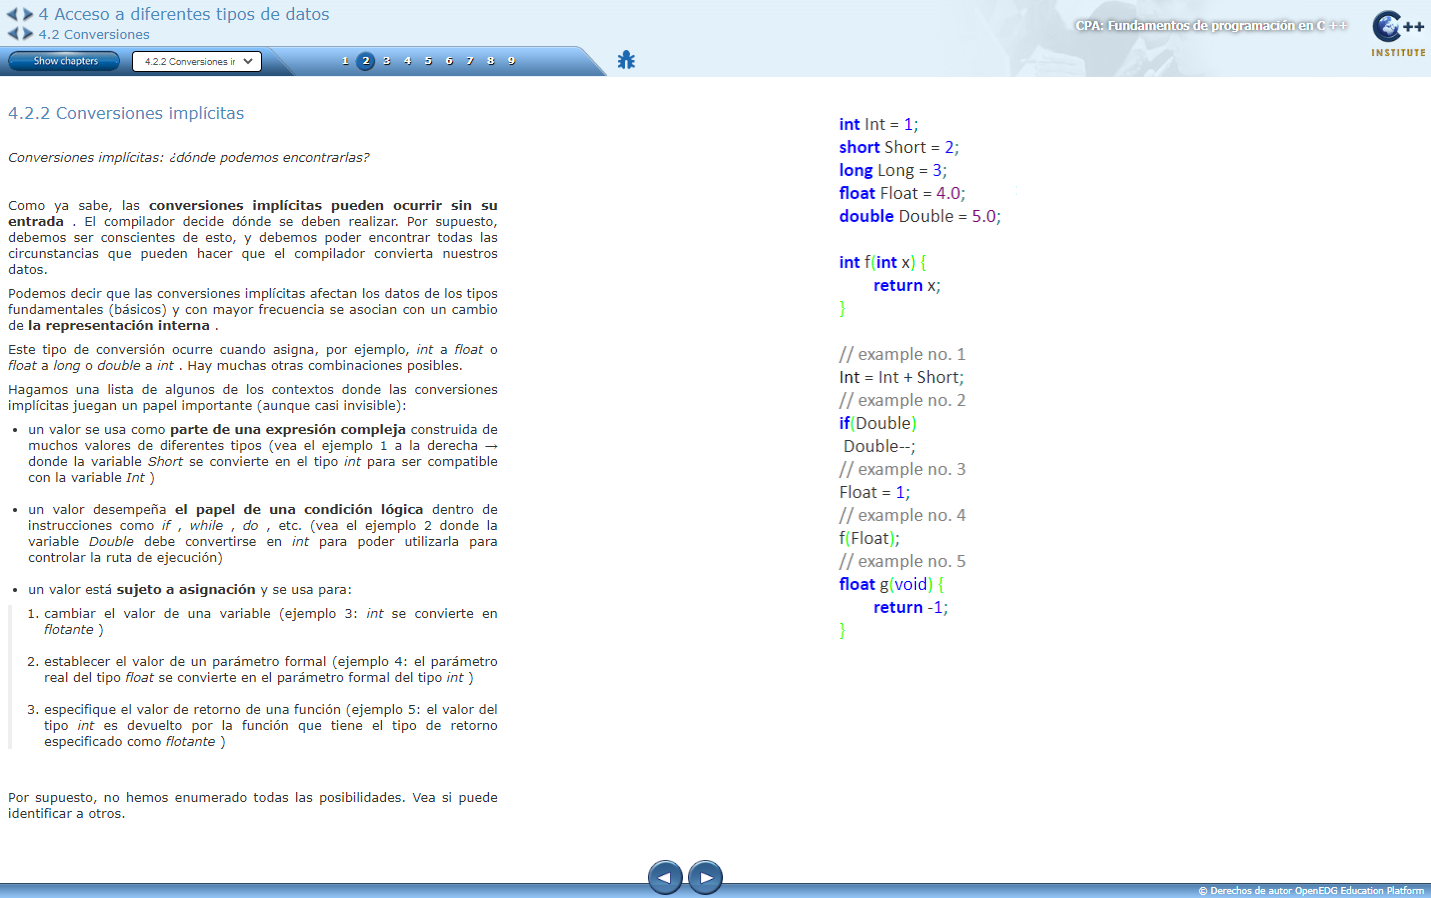 4 Acceso a diferentes tipos de datos
4.2 Conversiones
CPA: Fundamentos de programación en C ++
++
INSTITUTE
Show chapters
4.2.2 Conversiones ir
1 2 3 4 5 6 7 8 9
4.2.2 Conversiones implícitas
Conversiones implícitas: ¿dónde podemos encontrarlas?
Como ya sabe, las conversiones implícitas pueden ocurrir sin su
entrada . El compilador decide dónde se deben realizar. Por supuesto,
debemos ser conscientes de esto, y debemos poder encontrar todas las
circunstancias que pueden hacer que el compilador convierta nuestros
datos.
Podemos decir que las conversiones implícitas afectan los datos de los tipos
fundamentales (básicos) y con mayor frecuencia se asocian con un cambio
de la representación interna .
Este tipo de conversión ocurre cuando asigna, por ejemplo, int a float o
float a long o double a int . Hay muchas otras combinaciones posibles.
Hagamos una lista de algunos de los contextos donde las conversiones
implícitas juegan un papel importante (aunque casi invisible):
• un valor se usa como parte de una expresión compleja construida de
muchos valores de diferentes tipos (vea el ejemplo 1 a la derecha →
donde la variable Short se convierte en el tipo int para ser compatible
con la variable Int )
• un valor desempeña el papel de una condición lógica dentro de
instrucciones como if , while , do , etc. (vea el ejemplo 2 donde la
variable Double debe convertirse en int para poder utilizarla para
controlar la ruta de ejecución)
• un valor está sujeto a asignación y se usa para:
1. cambiar el valor de una variable (ejemplo 3: int se convierte en
flotante )
2. establecer el valor de un parámetro formal (ejemplo 4: el parámetro
real del tipo float se convierte en el parámetro formal del tipo int )
3. especifique el valor de retorno de una función (ejemplo 5: el valor del
tipo int es devuelto por la función que tiene el tipo de retorno
especificado como flotante )
Por supuesto, no hemos enumerado todas las posibilidades. Vea si puede
identificar a otros.
int Int = 1;
short Short = 2;
long Long = 3;
float Float = 4.0;
double Double = 5.0;
int f(int x) {
return x;
}
// example no. 1
Int = Int + Short;
// example no. 2
if(Double)
Double--;
// example no. 3
Float = 1;
// example no. 4
f(Float);
// example no. 5
float g(void) {
return -1;
}
© Derechos de autor OpenEDG Education Platform